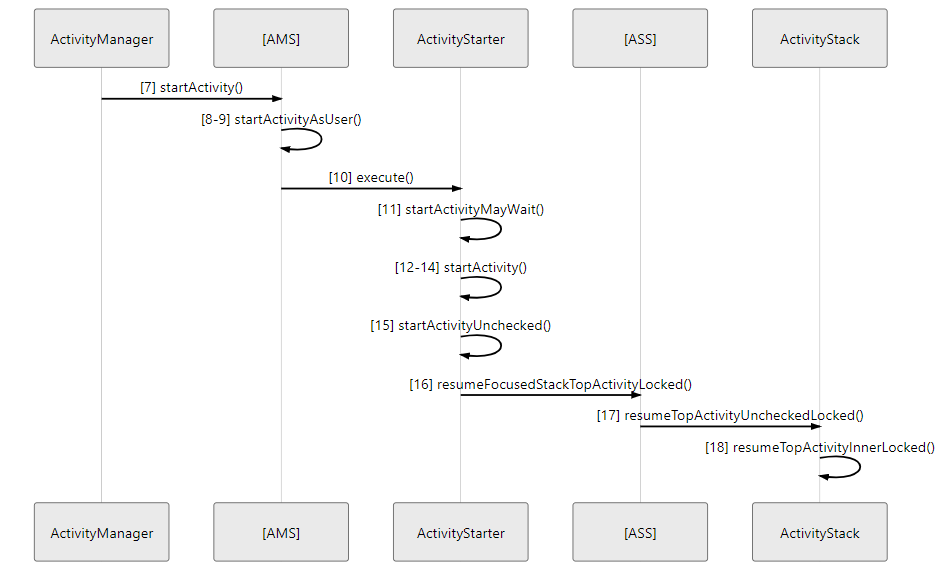 ActivityManager
[AMS]
ActivityStarter
[ASS]
ActivityStack
[7] startActivity()
[8-9] startActivityAsUser()
[10] execute()
[11] startActivityMayWait()
[12-14] startActivity()
[15] startActivityUnchecked()
[16] resumeFocusedStackTopActivityLocked()
[17] resumeTopActivityUncheckedLocked()
[18] resumeTopActivityInnerLocked()
ActivityManager
[AMS]
ActivityStarter
[ASS]
ActivityStack